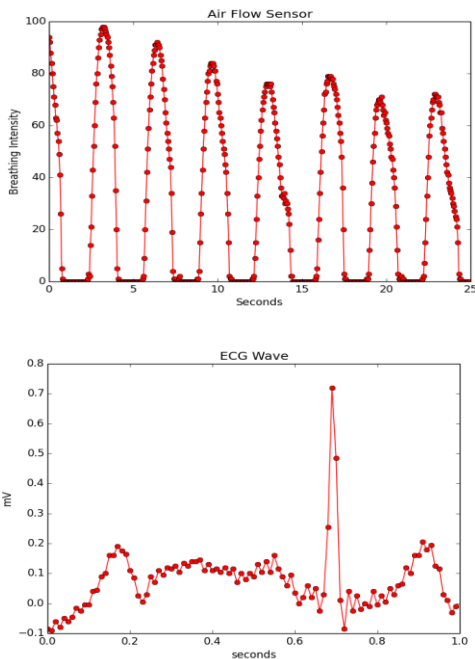 Air Flow Sensor
Breathing Intensity
100
80
60
40
20
0
0 5 10 15 20 25
Seconds
ECG Wave
mV
0.8
0.7
0.6
0.5
0.4
0.3
0.2
0.1
0.0
−0.1
0.0 0.2 0.4 0.6 0.8 1.0
seconds